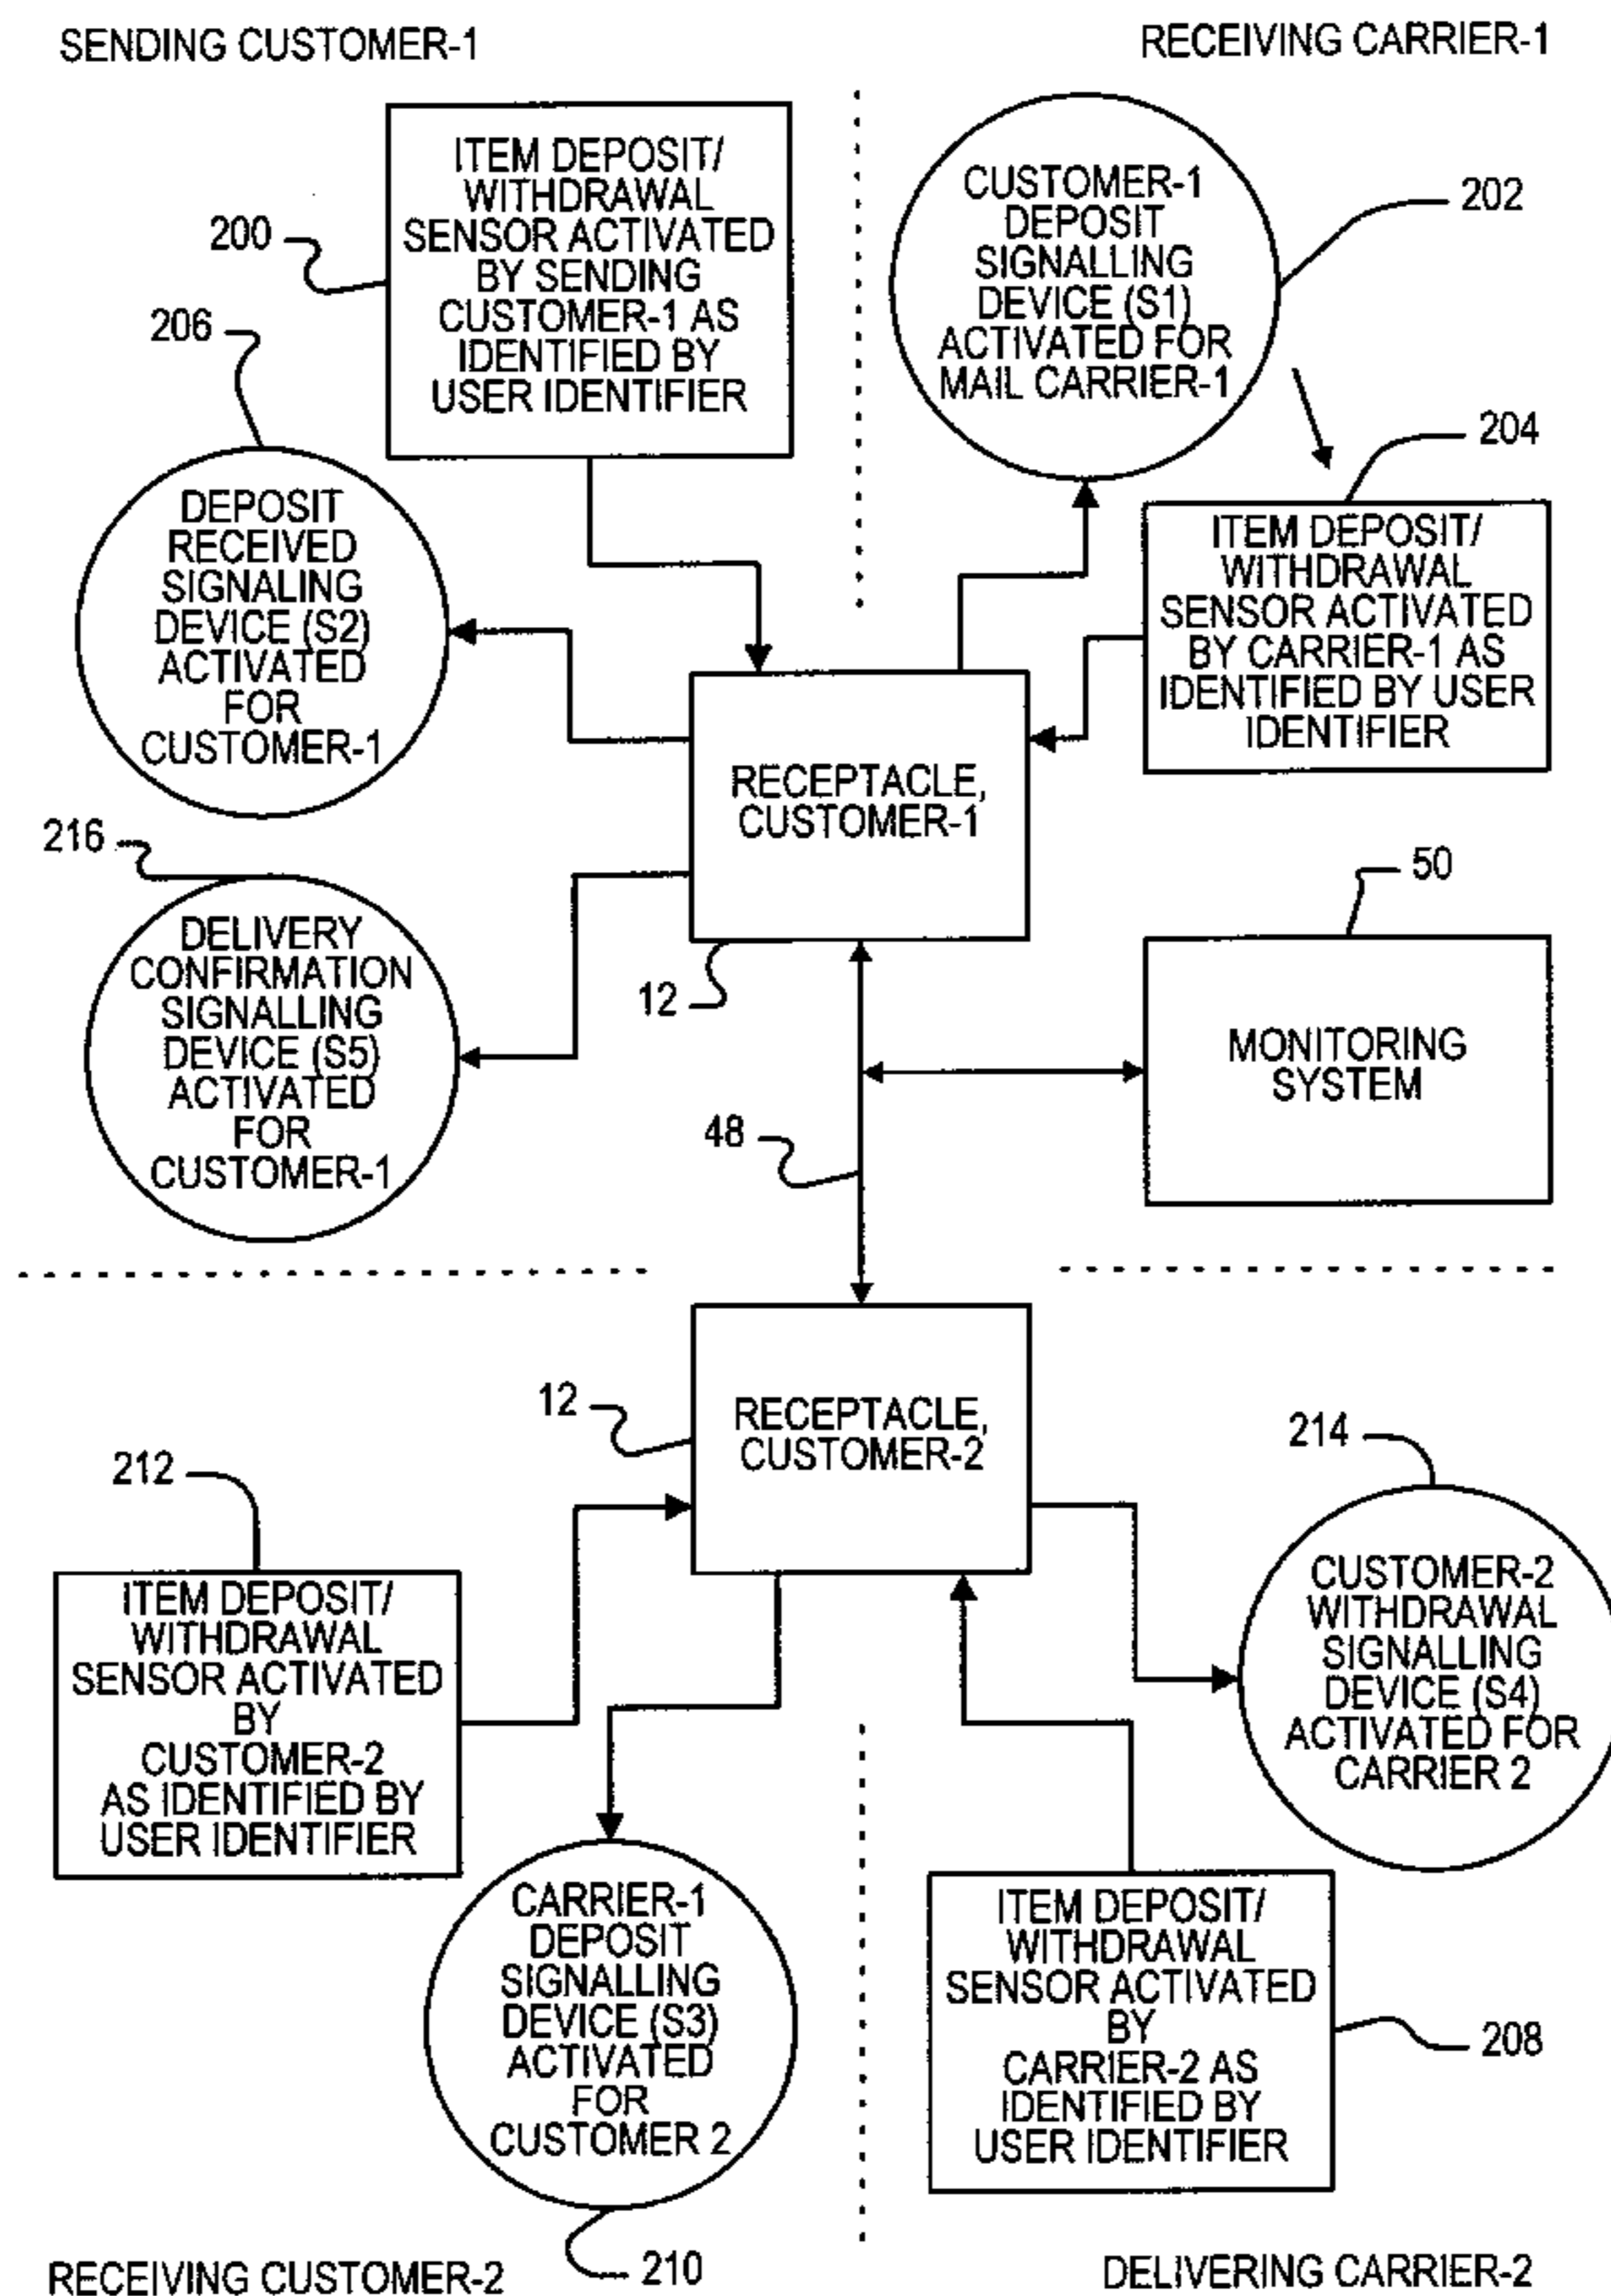 SENDING CUSTOMER-1
RECEIVING CARRIER-1
ITEM DEPOSIT/
WITHDRAWAL
SENSOR ACTIVATED
BY SENDING
CUSTOMER-1 AS
IDENTIFIED BY
USER IDENTIFIER
200
CUSTOMER-1
DEPOSIT
SIGNALLING
DEVICE (S1)
ACTIVATED FOR
MAIL CARRIER-1
202
206
DEPOSIT
RECEIVED
SIGNALING
DEVICE (S2)
ACTIVATED
FOR
CUSTOMER-1
204
ITEM DEPOSIT/
WITHDRAWAL
SENSOR ACTIVATED
BY CARRIER-1 AS
IDENTIFIED BY USER
IDENTIFIER
RECEPTACLE,
CUSTOMER-1
12
216
DELIVERY
CONFIRMATION
SIGNALLING
DEVICE (S5)
ACTIVATED
FOR
CUSTOMER-1
50
MONITORING
SYSTEM
48
12
RECEPTACLE,
CUSTOMER-2
212
ITEM DEPOSIT/
WITHDRAWAL
SENSOR ACTIVATED
BY
CUSTOMER-2
AS IDENTIFIED BY
USER IDENTIFIER
214
CUSTOMER-2
WITHDRAWAL
SIGNALLING
DEVICE (S4)
ACTIVATED FOR
CARRIER 2
CARRIER-1
DEPOSIT
SIGNALLING
DEVICE (S3)
ACTIVATED
FOR
CUSTOMER 2
210
ITEM DEPOSIT/
WITHDRAWAL
SENSOR ACTIVATED
BY
CARRIER-2 AS
IDENTIFIED BY
USER IDENTIFIER
208
RECEIVING CUSTOMER-2
DELIVERING CARRIER-2